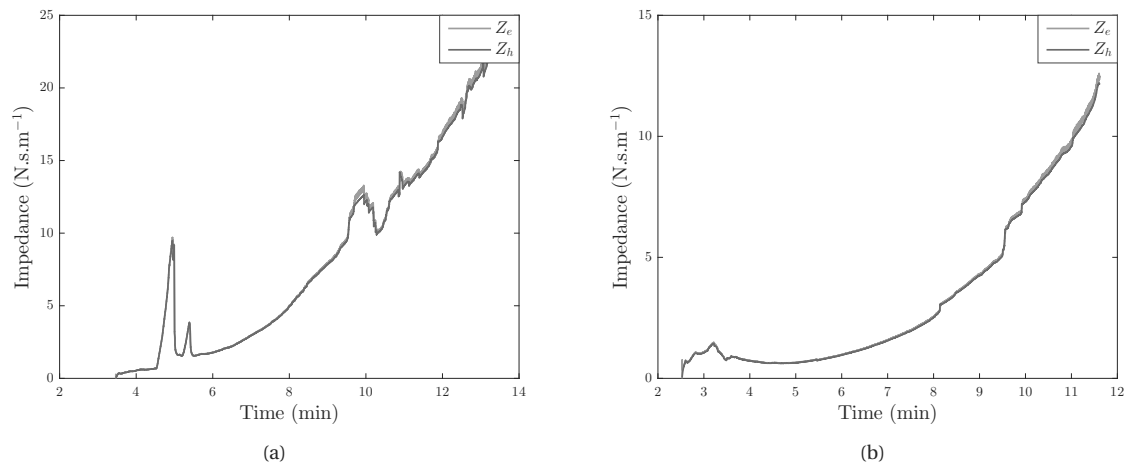 25
20
15
10
5
0
Impedance (N.s.m⁻¹)
2 4 6 8 10 12 14
Time (min)
Z_e
Z_h
(a)
15
10
5
0
Impedance (N.s.m⁻¹)
2 3 4 5 6 7 8 9 10 11 12
Time (min)
Z_e
Z_h
(b)